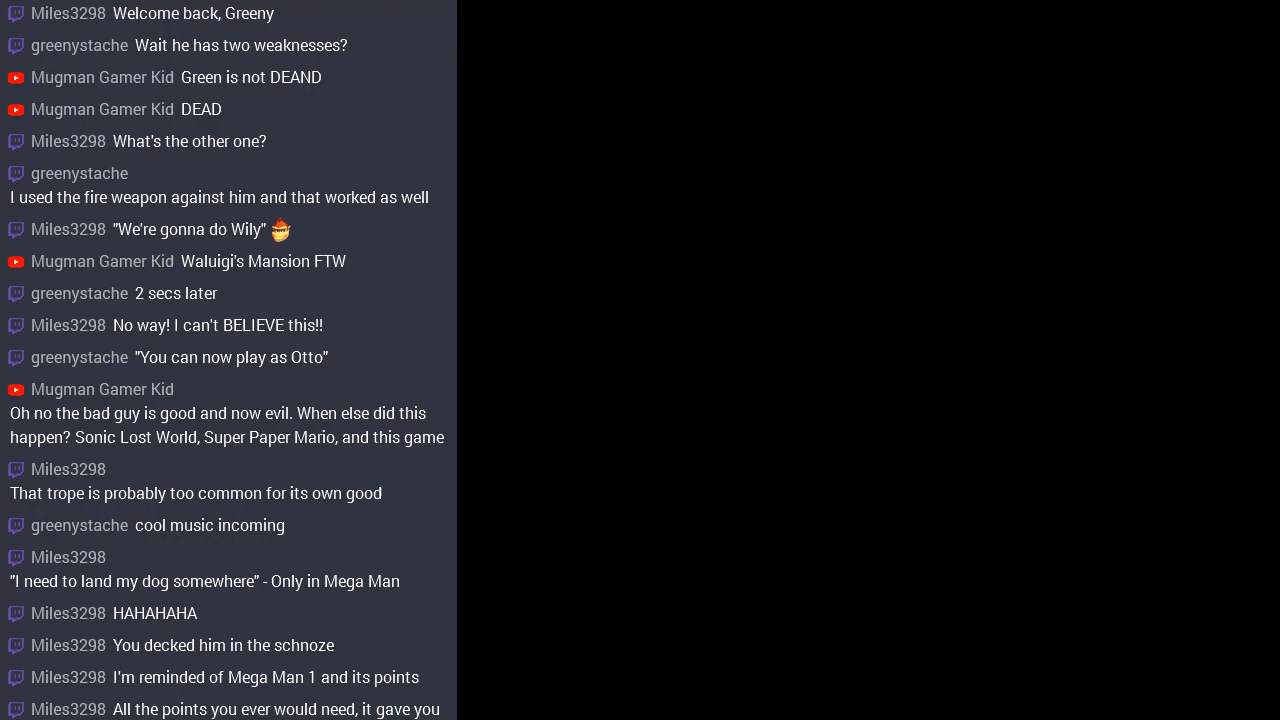 Miles3298 Welcome back, Greeny
greenystache Wait he has two weaknesses?
Mugman Gamer Kid Green is not DEAND
Mugman Gamer Kid DEAD
Miles3298 What's the other one?
greenystache
I used the fire weapon against him and that worked as well
Miles3298 "We're gonna do Wily"
Mugman Gamer Kid Waluigi's Mansion FTW
greenystache 2 secs later
Miles3298 No way! I can't BELIEVE this!!
greenystache "You can now play as Otto"
Mugman Gamer Kid
Oh no the bad guy is good and now evil. When else did this
happen? Sonic Lost World, Super Paper Mario, and this game
Miles3298
That trope is probably too common for its own good
greenystache cool music incoming
Miles3298
"I need to land my dog somewhere" - Only in Mega Man
Miles3298 HAHAHAHA
Miles3298 You decked him in the schnoze
Miles3298 I'm reminded of Mega Man 1 and its points
Miles3298 All the points you ever would need, it gave you